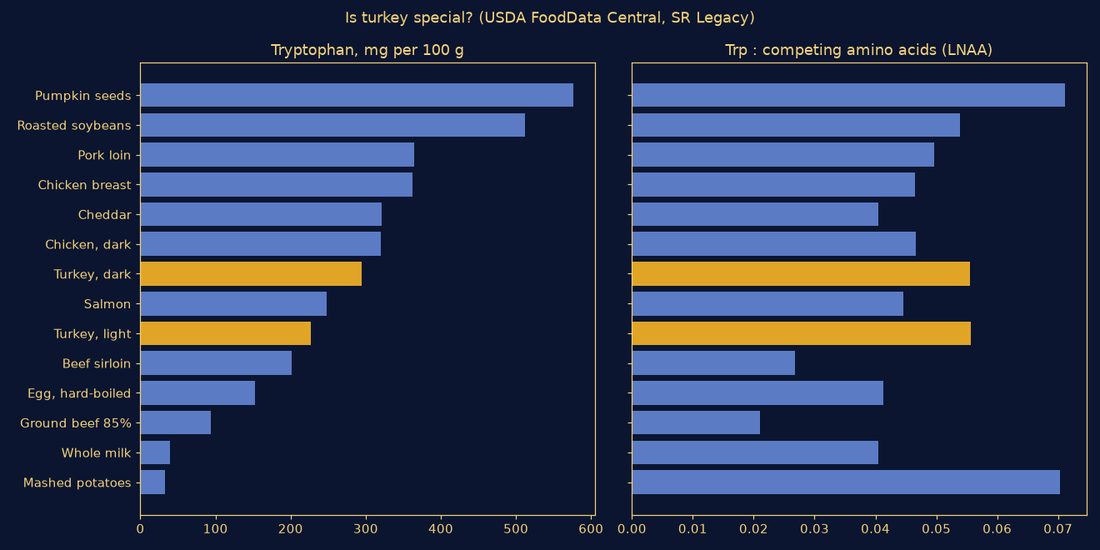 Is turkey special? (USDA FoodData Central, SR Legacy)
Tryptophan, mg per 100 g
Trp : competing amino acids (LNAA)
Pumpkin seeds
Roasted soybeans
Pork loin
Chicken breast
Cheddar
Chicken, dark
Turkey, dark
Salmon
Turkey, light
Beef sirloin
Egg, hard-boiled
Ground beef 85%
Whole milk
Mashed potatoes
0 100 200 300 400 500 600
0.00 0.01 0.02 0.03 0.04 0.05 0.06 0.07